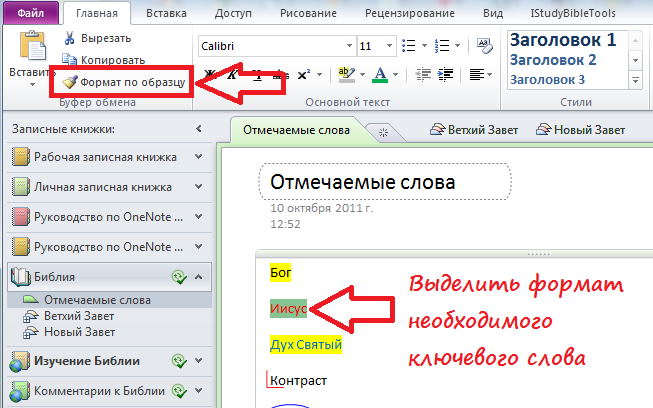 Файл Главная Вставка Доступ Рисование Рецензирование Вид IStudyBibleTools
Вставить
Вырезать
Копировать
Формат по образцу
Буфер обмена
Calibri 11
Ж К Ч abc x²
ab A
Основной текст
Заголовок 1
Заголовок 2
Заголовок 3
Стили
Записные книжки:
Рабочая записная книжка
Личная записная книжка
Руководство по OneNote ...
Руководство по OneNote ...
Библия
Отмечаемые слова
Ветхий Завет
Новый Завет
Изучение Библии
Комментарии к Библии
Отмечаемые слова Ветхий Завет Новый Завет
Отмечаемые слова
10 октября 2011 г.
12:52
Бог
Иисус
Дух Святый
Контраст
Выделить формат
необходимого
ключевого слова